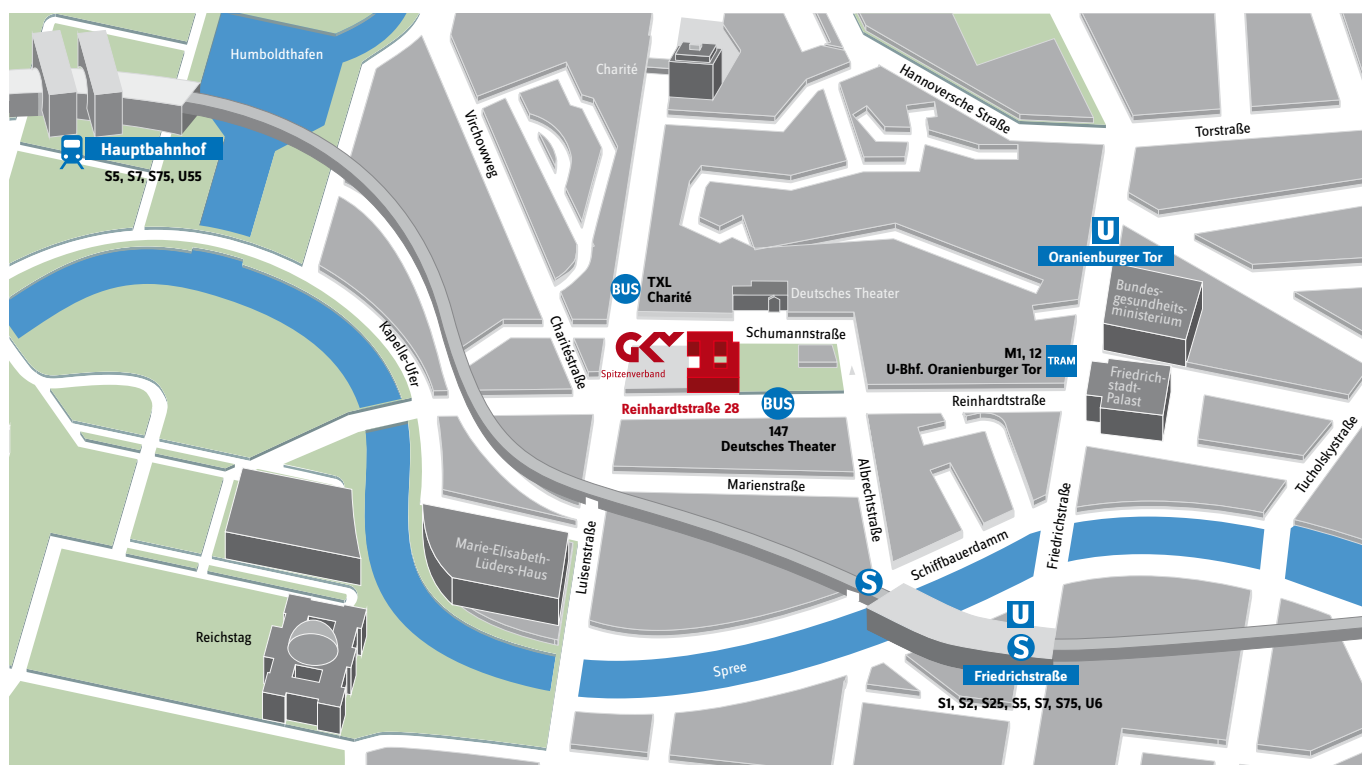 Humboldthafen
Charité
Hannoversche Straße
Torstraße
Virchowweg
Hauptbahnhof
S5, S7, S75, U55
U
Oranienburger Tor
BUS
TXL
Charité
Deutsches Theater
Bundes-
gesundheits-
ministerium
Kapelle-Ufer
Charitéstraße
GKV
Spitzenverband
Schumannstraße
M1, 12
U-Bhf. Oranienburger Tor
TRAM
Friedrich-
stadt-
Palast
Reinhardtstraße 28
BUS
147
Deutsches Theater
Reinhardtstraße
Tucholskystraße
Marienstraße
Albrechtstraße
Friedrichstraße
Schiffbauerdamm
Luisenstraße
Marie-Elisabeth-
Lüders-Haus
S
U
S
Reichstag
Spree
Friedrichstraße
S1, S2, S25, S5, S7, S75, U6